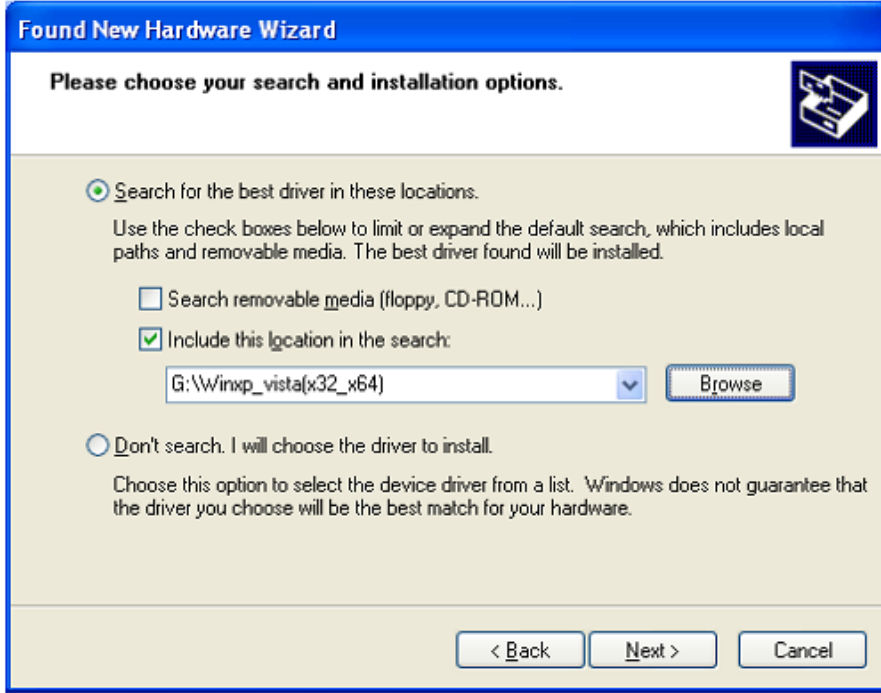 Found New Hardware Wizard
Please choose your search and installation options.
Search for the best driver in these locations.
Use the check boxes below to limit or expand the default search, which includes local
paths and removable media. The best driver found will be installed.
Search removable media (floppy, CD-ROM...)
Include this location in the search:
G:\Winxp_vista(x32_x64)
Browse
Don't search. I will choose the driver to install.
Choose this option to select the device driver from a list. Windows does not guarantee that
the driver you choose will be the best match for your hardware.
< Back Next > Cancel